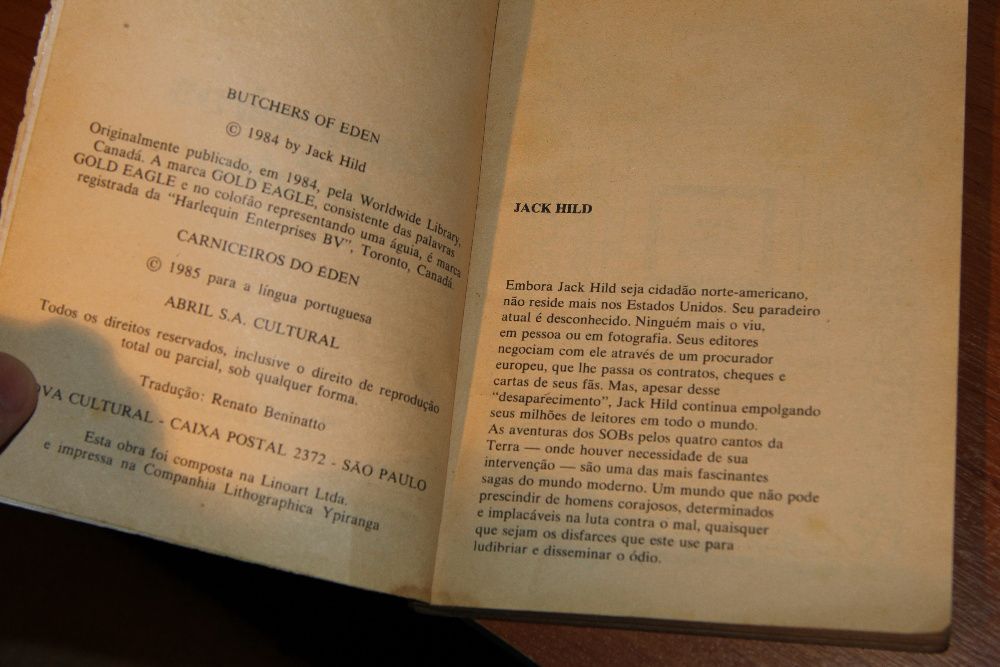 BUTCHERS OF EDEN
© 1984 by Jack Hild
Originalmente publicado, em 1984, pela Worldwide Library,
Canadá. A marca GOLD EAGLE, consistente das palavras
GOLD EAGLE e no colofão representando uma águia, é marca
registrada da "Harlequin Enterprises BV", Toronto, Canadá.
CARNICEIROS DO ÉDEN
© 1985 para a língua portuguesa
ABRIL S.A. CULTURAL
Todos os direitos reservados, inclusive o direito de reprodução
total ou parcial, sob qualquer forma.
Tradução: Renato Beninatto
OVA CULTURAL - CAIXA POSTAL 2372 - SÃO PAULO
Esta obra foi composta na Linoart Ltda.
e impressa na Companhia Lithographica Ypiranga
JACK HILD
Embora Jack Hild seja cidadão norte-americano,
não reside mais nos Estados Unidos. Seu paradeiro
atual é desconhecido. Ninguém mais o viu,
em pessoa ou em fotografia. Seus editores
negociam com ele através de um procurador
europeu, que lhe passa os contratos, cheques e
cartas de seus fãs. Mas, apesar desse
"desaparecimento", Jack Hild continua empolgando
seus milhões de leitores em todo o mundo.
As aventuras dos SOBs pelos quatro cantos da
Terra — onde houver necessidade de sua
intervenção — são uma das mais fascinantes
sagas do mundo moderno. Um mundo que não pode
prescindir de homens corajosos, determinados
e implacáveis na luta contra o mal, quaisquer
que sejam os disfarces que este use para
ludibriar e disseminar o ódio.